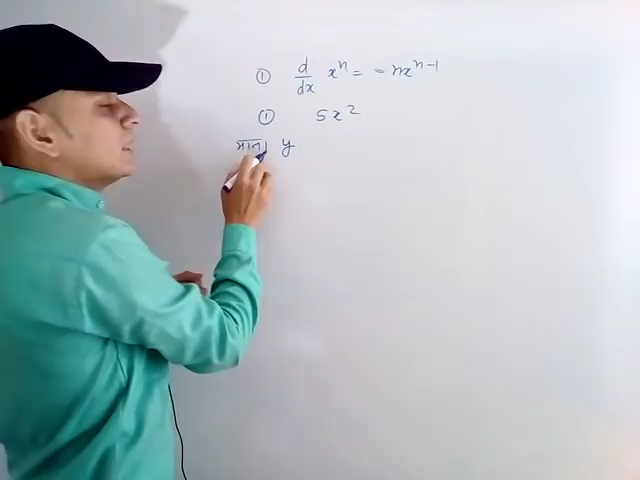 ① d/dx xⁿ = = nxⁿ⁻¹
① 5x²
माना y